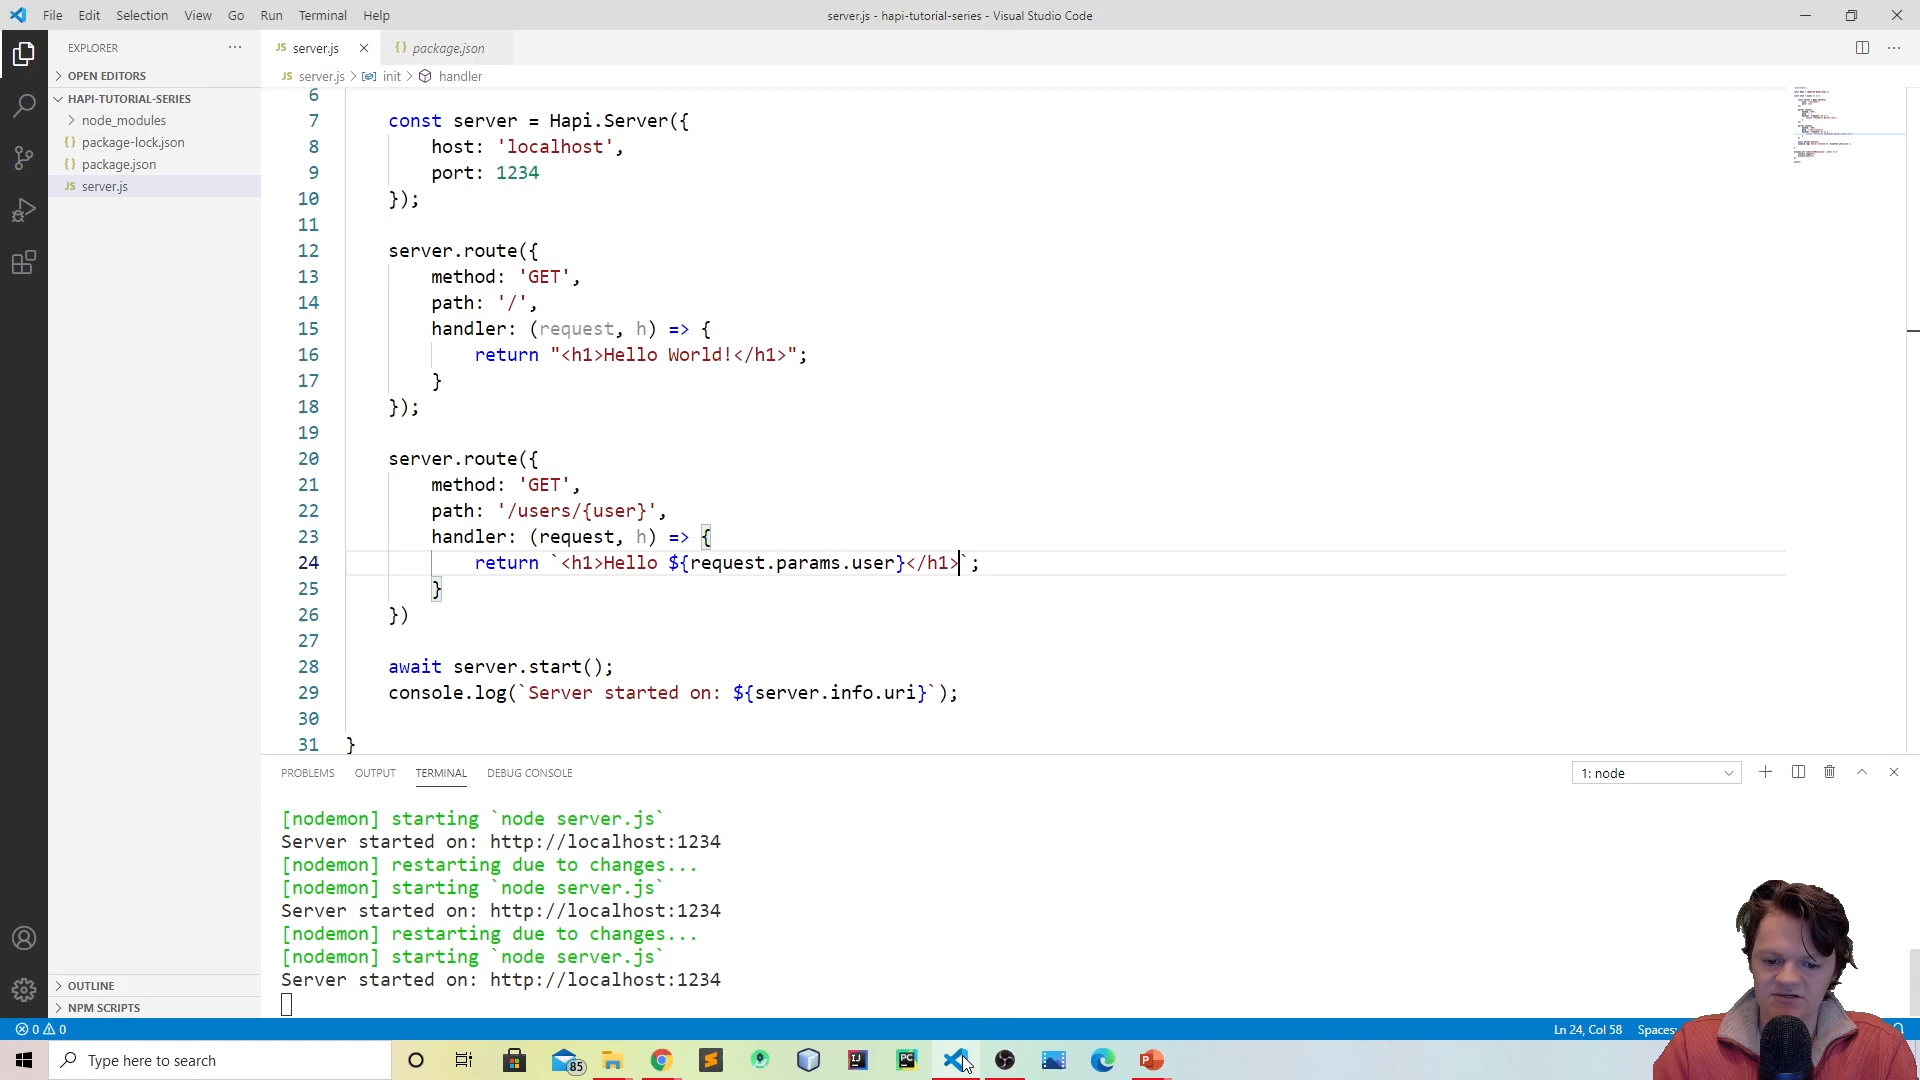 File Edit Selection View Go Run Terminal Help server.js - hapi-tutorial-series - Visual Studio Code
EXPLORER
JS server.js
{} package.json
OPEN EDITORS
JS server.js > init > handler
HAPI-TUTORIAL-SERIES
node_modules
{} package-lock.json
{} package.json
JS server.js
6
7 const server = Hapi.Server({
8 host: 'localhost',
9 port: 1234
10 });
11
12 server.route({
13 method: 'GET',
14 path: '/',
15 handler: (request, h) => {
16 return "<h1>Hello World!</h1>";
17 }
18 });
19
20 server.route({
21 method: 'GET',
22 path: '/users/{user}',
23 handler: (request, h) => {
24 return `<h1>Hello ${request.params.user}</h1>`;
25 }
26 })
27
28 await server.start();
29 console.log(`Server started on: ${server.info.uri}`);
30
31 }
PROBLEMS OUTPUT TERMINAL DEBUG CONSOLE 1: node
[nodemon] starting `node server.js`
Server started on: http://localhost:1234
[nodemon] restarting due to changes...
[nodemon] starting `node server.js`
Server started on: http://localhost:1234
[nodemon] restarting due to changes...
[nodemon] starting `node server.js`
Server started on: http://localhost:1234
OUTLINE
NPM SCRIPTS
0 0 Ln 24, Col 58 Spaces:
Type here to search 85 IJ PC P